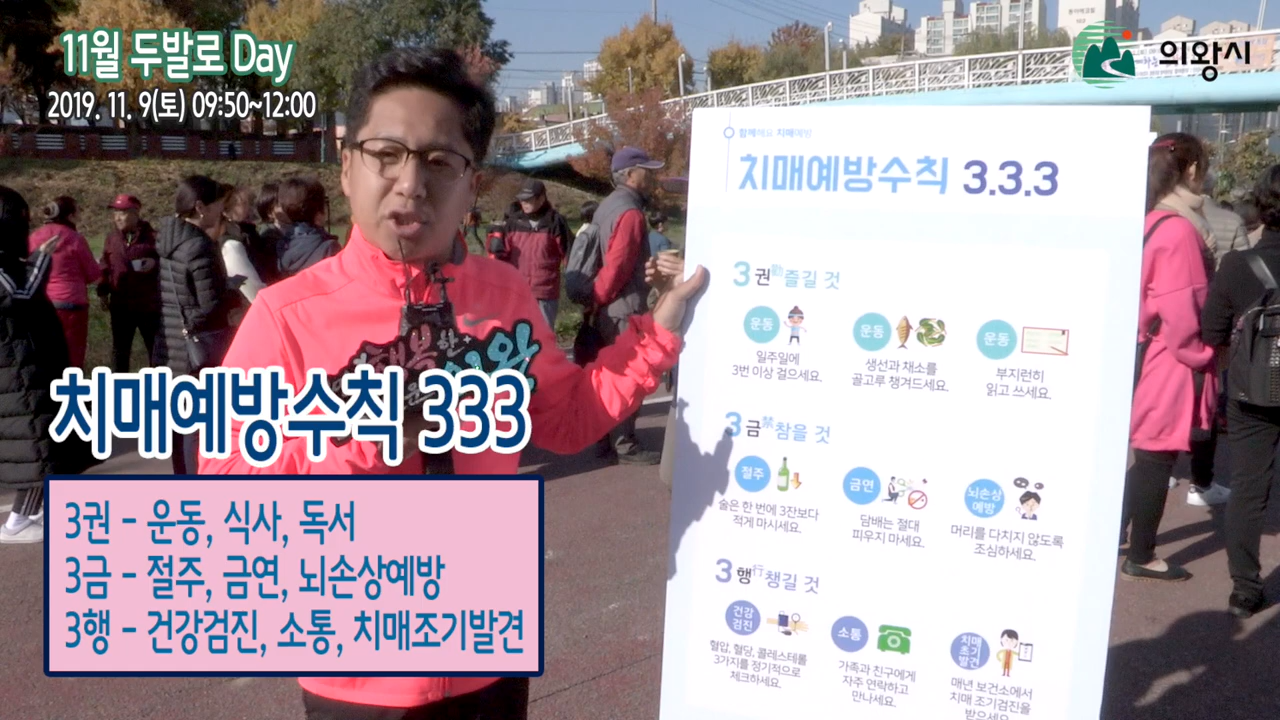 11월 두발로 Day
2019. 11. 9(토) 09:50~12:00
의왕시
함께해요 치매예방
치매예방수칙 3.3.3
3권勸 즐길 것
운동
일주일에
3번 이상 걸으세요.
운동
생선과 채소를
골고루 챙겨드세요.
운동
부지런히
읽고 쓰세요.
3금禁 참을 것
절주
술은 한 번에 3잔보다
적게 마시세요.
금연
담배는 절대
피우지 마세요.
뇌손상
예방
머리를 다치지 않도록
조심하세요.
3행行 챙길 것
건강
검진
혈압, 혈당, 콜레스테롤
3가지를 정기적으로
체크하세요.
소통
가족과 친구에게
자주 연락하고
만나세요.
치매
조기
발견
매년 보건소에서
치매 조기검진을
받으세요.
행복한
의왕
치매예방수칙 333
3권 - 운동, 식사, 독서
3금 - 절주, 금연, 뇌손상예방
3행 - 건강검진, 소통, 치매조기발견